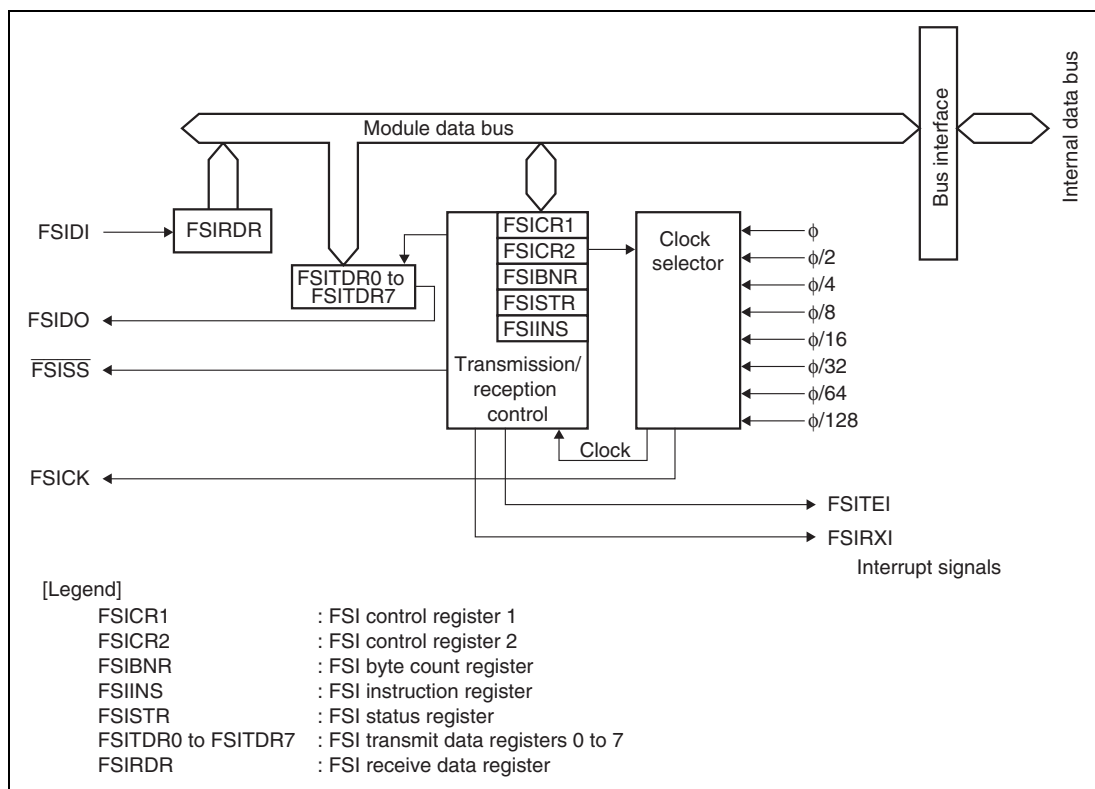 Module data bus
Bus interface
Internal data bus
FSIDI
FSIRDR
FSITDR0 to
FSITDR7
FSIDO
FSISS
FSICK
FSICR1
FSICR2
FSIBNR
FSISTR
FSIINS
Transmission/
reception
control
Clock
selector
ϕ
ϕ/2
ϕ/4
ϕ/8
ϕ/16
ϕ/32
ϕ/64
ϕ/128
Clock
FSITEI
FSIRXI
Interrupt signals
[Legend]
FSICR1 : FSI control register 1
FSICR2 : FSI control register 2
FSIBNR : FSI byte count register
FSIINS : FSI instruction register
FSISTR : FSI status register
FSITDR0 to FSITDR7 : FSI transmit data registers 0 to 7
FSIRDR : FSI receive data register